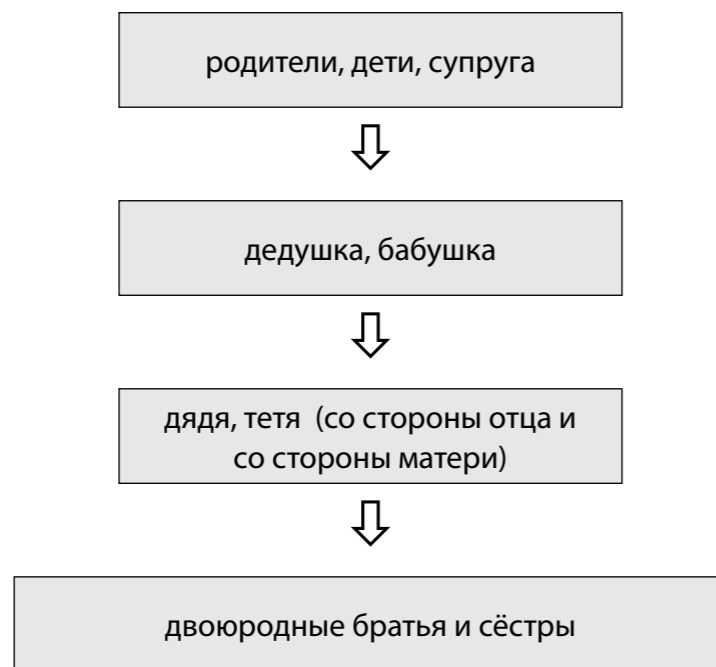 родители, дети, супруга
дедушка, бабушка
дядя, тетя (со стороны отца и
со стороны матери)
двоюродные братья и сёстры